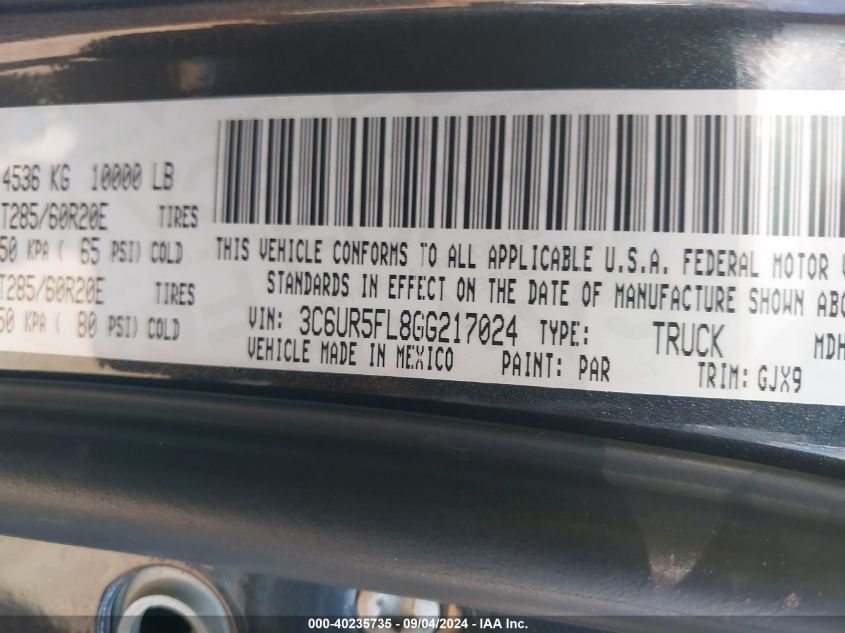 4536 KG 10000 LB
T285/60R20E TIRES
50 KPA ( 65 PSI) COLD
T285/60R20E TIRES
50 KPA ( 80 PSI) COLD
THIS VEHICLE CONFORMS TO ALL APPLICABLE U.S.A. FEDERAL MOTOR V
STANDARDS IN EFFECT ON THE DATE OF MANUFACTURE SHOWN ABO
VIN: 3C6UR5FL8GG217024 TYPE: TRUCK MDH
VEHICLE MADE IN MEXICO PAINT: PAR TRIM: GJX9
000-40235735 - 09/04/2024 - IAA Inc.